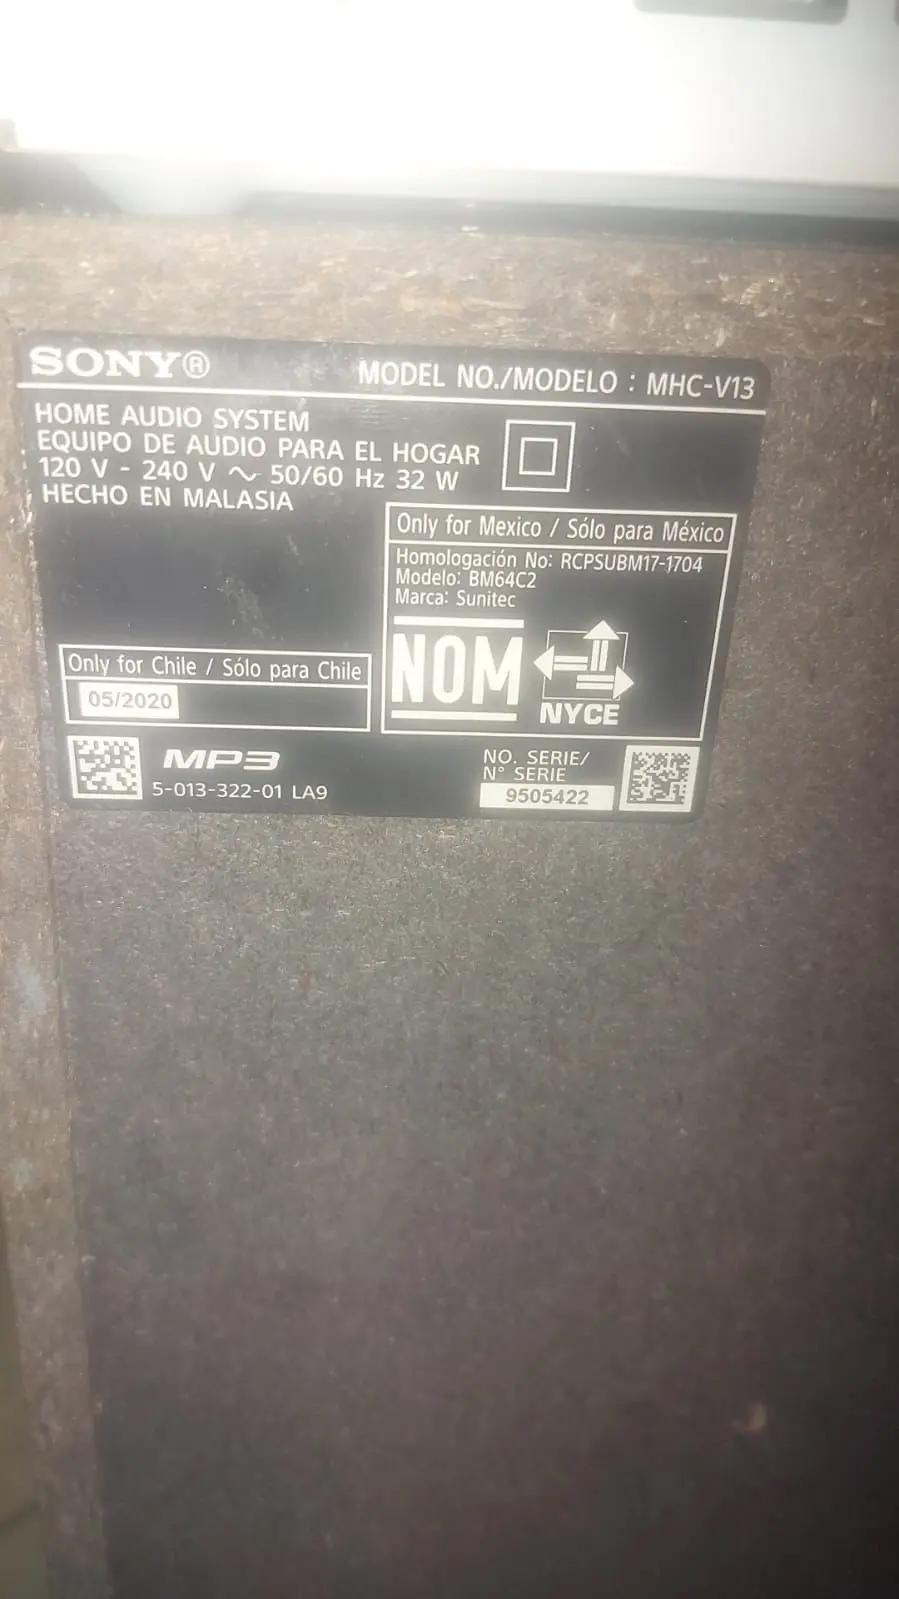 SONY®
MODEL NO./MODELO : MHC-V13
HOME AUDIO SYSTEM
EQUIPO DE AUDIO PARA EL HOGAR
120 V - 240 V ~ 50/60 Hz 32 W
HECHO EN MALASIA
Only for Mexico / Sólo para México
Homologación No: RCPSUBM17-1704
Modelo: BM64C2
Marca: Sunitec
NOM
NYCE
Only for Chile / Sólo para Chile
05/2020
MP3
5-013-322-01 LA9
NO. SERIE/
N° SERIE
9505422